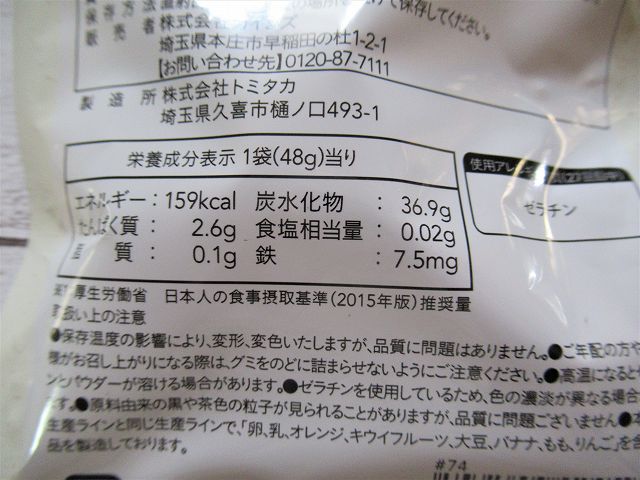 保存方法
販売者 株式会社
埼玉県本庄市早稲田の杜1-2-1
【お問い合わせ先】0120-87-7111
製造所 株式会社トミタカ
埼玉県久喜市樋ノ口493-1
栄養成分表示 1袋(48g)当り
エネルギー:159kcal 炭水化物 : 36.9g
たんぱく質 : 2.6g 食塩相当量 : 0.02g
質 : 0.1g 鉄 : 7.5mg
使用アレルギー
ゼラチン
厚生労働省 日本人の食事摂取基準(2015年版)推奨量
取扱い上の注意
●保存温度の影響により、変形、変色いたしますが、品質に問題はありません。●ご年配の方や
様がお召し上がりになる際は、グミをのどに詰まらせないようにご注意ください。●高温になると
ンとパウダーが溶ける場合があります。●ゼラチンを使用しているため、色の濃淡が異なる場合
す。●原料由来の黒や茶色の粒子が見られることがありますが、品質に問題ございません●本
生産ラインと同じ生産ラインで、「卵、乳、オレンジ、キウイフルーツ、大豆、バナナ、もも、りんご」を含
品を製造しております。
#74